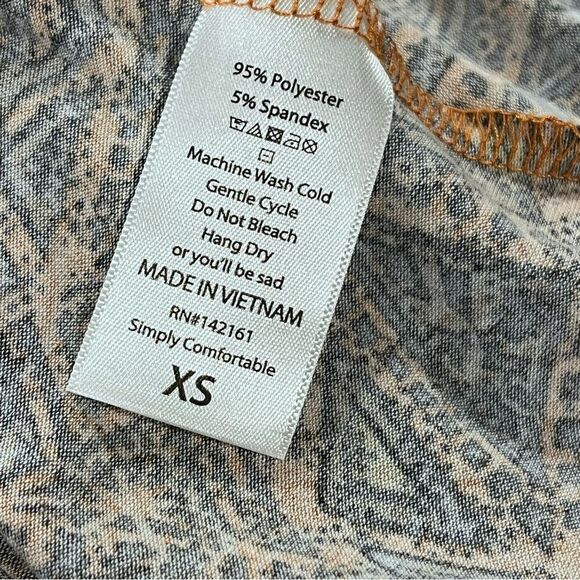 95% Polyester
5% Spandex
Machine Wash Cold
Gentle Cycle
Do Not Bleach
Hang Dry
or you'll be sad
MADE IN VIETNAM
RN#142161
Simply Comfortable
XS